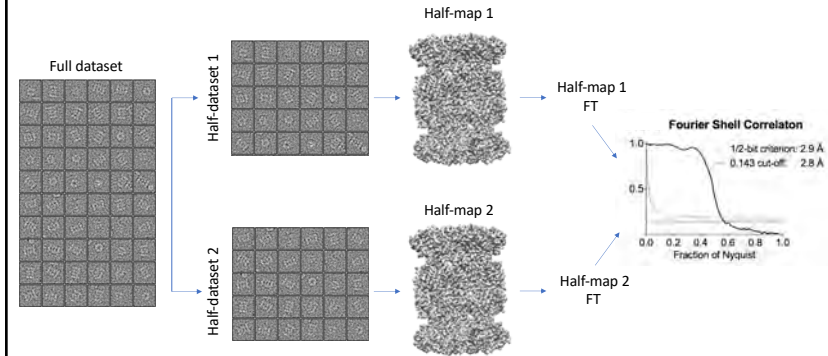 Full dataset
Half-dataset 1
Half-map 1
Half-map 1
FT
Half-dataset 2
Half-map 2
Half-map 2
FT
Fourier Shell Correlaton
1/2-bit criterion: 2.9 Å
0.143 cut-off: 2.8 Å
1.0
0.5
0.0 0.2 0.4 0.6 0.8 1.0
Fraction of Nyquist